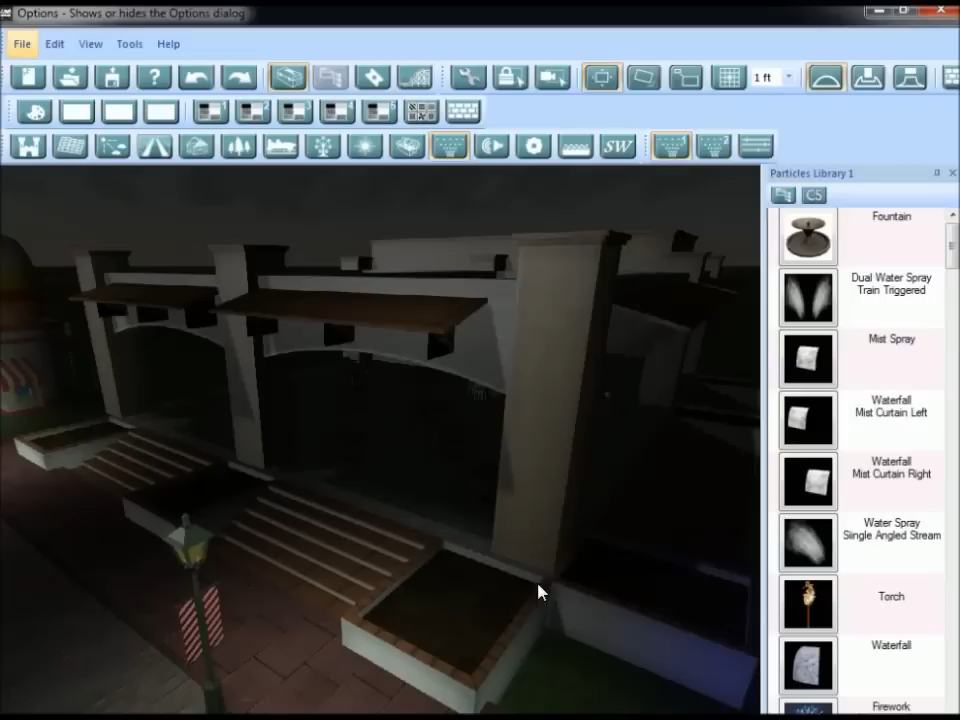 Options - Shows or hides the Options dialog
File Edit View Tools Help
1 ft
SW
Particles Library 1
CS
Fountain
Dual Water Spray
Train Triggered
Mist Spray
Waterfall
Mist Curtain Left
Waterfall
Mist Curtain Right
Water Spray
Single Angled Stream
Torch
Waterfall
Firework